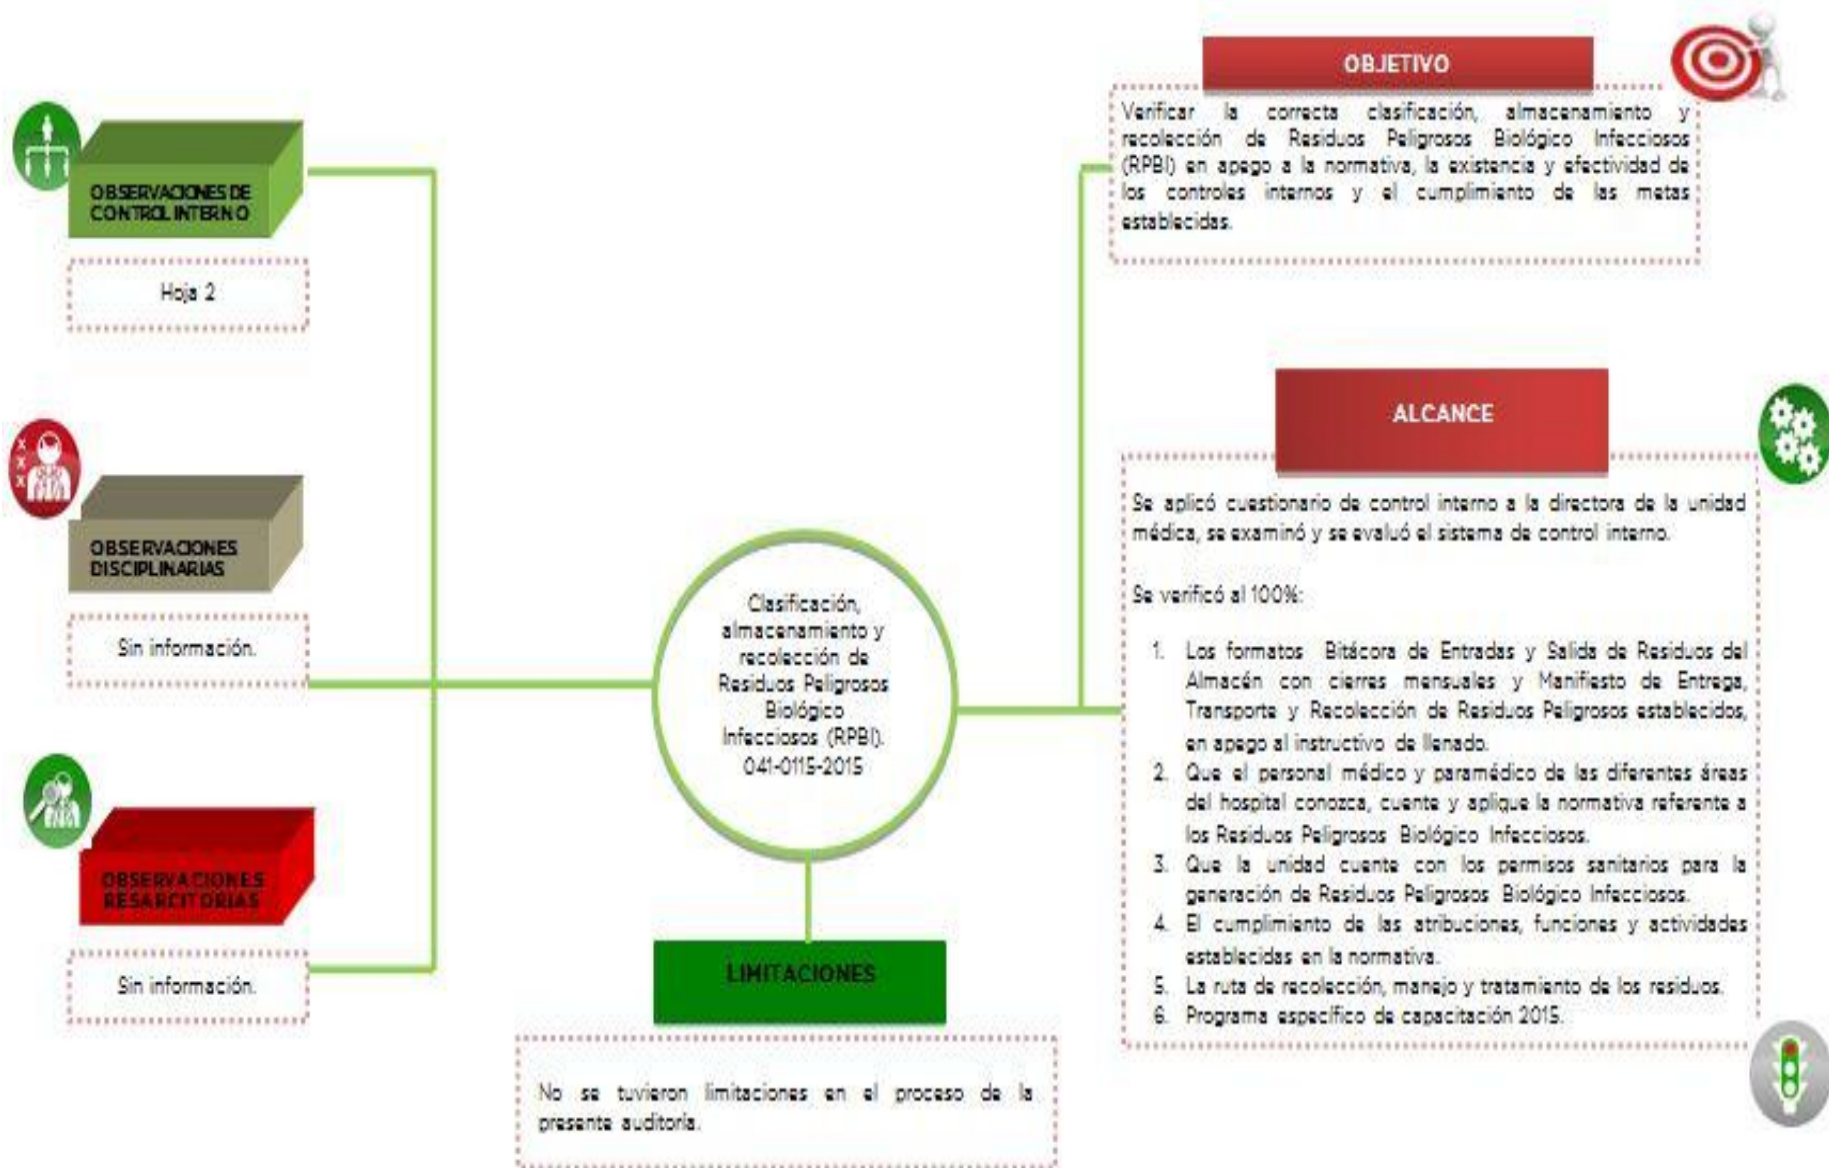 OBSERVACIONES DE
CONTROL INTERNO
Hoja 2
OBSERVACIONES
DISCIPLINARIAS
Sin información.
OBSERVACIONES
RESARCITORIAS
Sin información.
Clasificación,
almacenamiento y
recolección de
Residuos Peligrosos
Biológico
Infecciosos (RPBI).
041-0115-2015
LIMITACIONES
No se tuvieron limitaciones en el proceso de la
presente auditoría.
OBJETIVO
Verificar la correcta clasificación, almacenamiento y
recolección de Residuos Peligrosos Biológico Infecciosos
(RPBI) en apego a la normativa, la existencia y efectividad de
los controles internos y el cumplimiento de las metas
establecidas.
ALCANCE
Se aplicó cuestionario de control interno a la directora de la unidad
médica, se examinó y se evaluó el sistema de control interno.
Se verificó al 100%:
1. Los formatos Bitácora de Entradas y Salida de Residuos del
Almacén con cierres mensuales y Manifiesto de Entrega,
Transporte y Recolección de Residuos Peligrosos establecidos,
en apego al instructivo de llenado.
2. Que el personal médico y paramédico de las diferentes áreas
del hospital conozca, cuente y aplique la normativa referente a
los Residuos Peligrosos Biológico Infecciosos.
3. Que la unidad cuente con los permisos sanitarios para la
generación de Residuos Peligrosos Biológico Infecciosos.
4. El cumplimiento de las atribuciones, funciones y actividades
establecidas en la normativa.
5. La ruta de recolección, manejo y tratamiento de los residuos.
6. Programa específico de capacitación 2015.